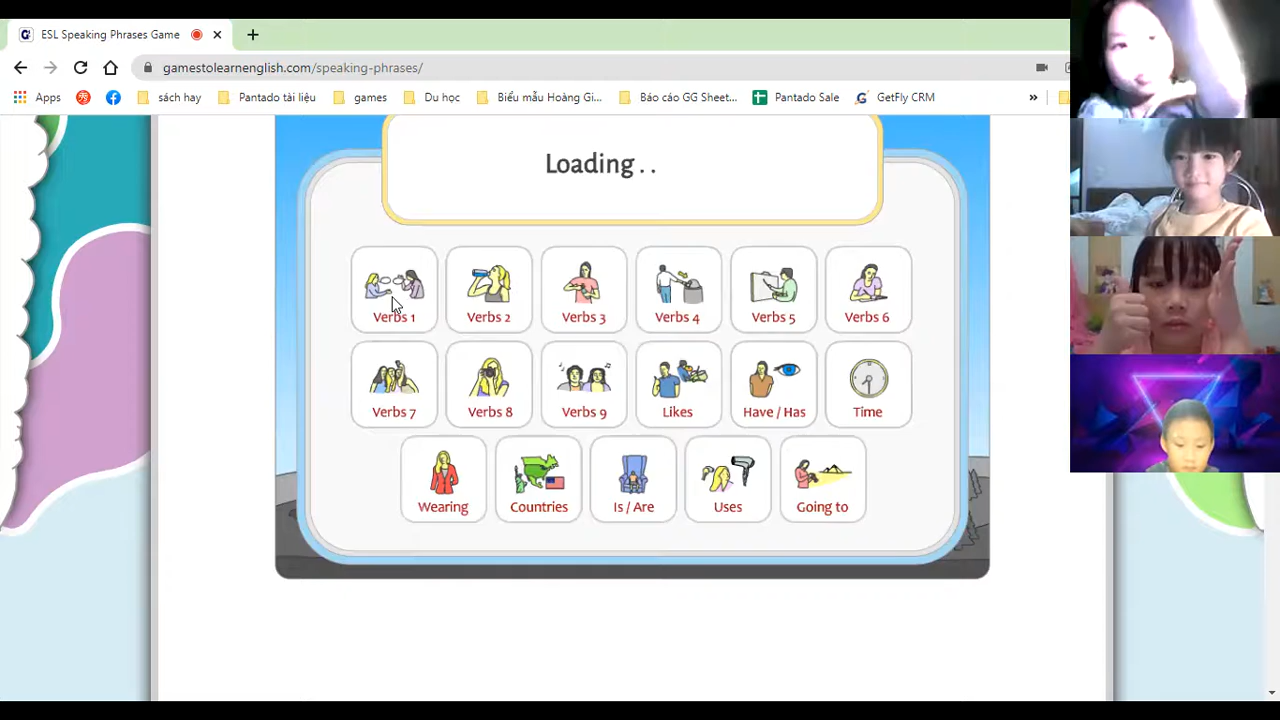 ESL Speaking Phrases Game
gamestolearnenglish.com/speaking-phrases/
Apps sách hay Pantado tài liệu games Du học Biểu mẫu Hoàng Gi... Báo cáo GG Sheet... Pantado Sale GetFly CRM »
Loading . .
Verbs 1 Verbs 2 Verbs 3 Verbs 4 Verbs 5 Verbs 6
Verbs 7 Verbs 8 Verbs 9 Likes Have / Has Time
Wearing Countries Is / Are Uses Going to